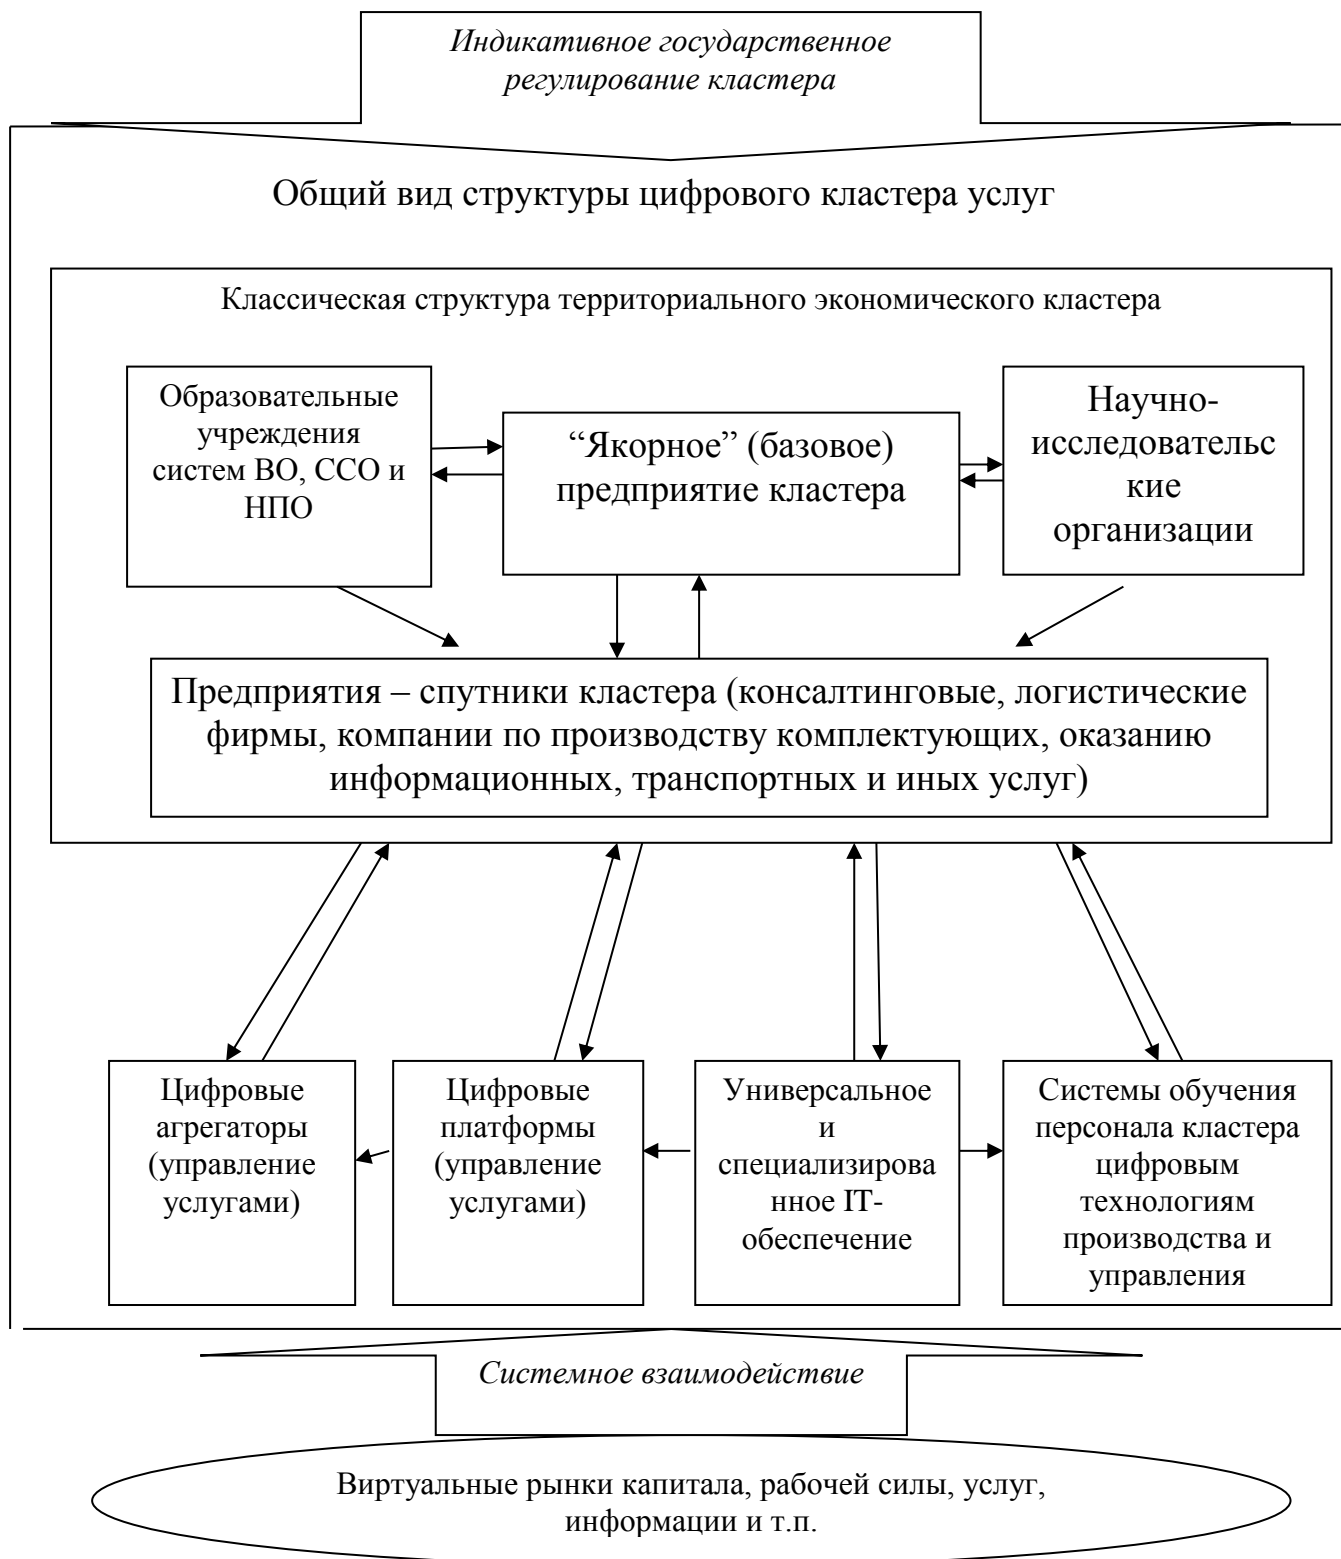 Индикативное государственное
регулирование кластера
Общий вид структуры цифрового кластера услуг
Классическая структура территориального экономического кластера
Образовательные
учреждения
систем ВО, ССО и
НПО
“Якорное” (базовое)
предприятие кластера
Научно-
исследовательс
кие
организации
Предприятия – спутники кластера (консалтинговые, логистические
фирмы, компании по производству комплектующих, оказанию
информационных, транспортных и иных услуг)
Цифровые
агрегаторы
(управление
услугами)
Цифровые
платформы
(управление
услугами)
Универсальное
и
специализирова
нное IT-
обеспечение
Системы обучения
персонала кластера
цифровым
технологиям
производства и
управления
Системное взаимодействие
Виртуальные рынки капитала, рабочей силы, услуг,
информации и т.п.